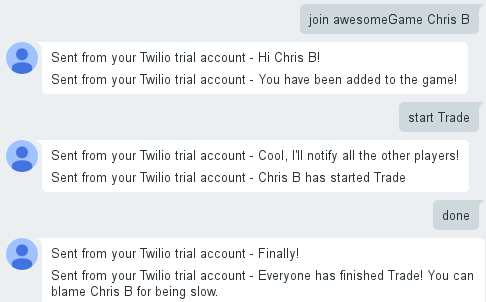 join awesomeGame Chris B
Sent from your Twilio trial account - Hi Chris B!
Sent from your Twilio trial account - You have been added to the game!
start Trade
Sent from your Twilio trial account - Cool, I'll notify all the other players!
Sent from your Twilio trial account - Chris B has started Trade
done
Sent from your Twilio trial account - Finally!
Sent from your Twilio trial account - Everyone has finished Trade! You can
blame Chris B for being slow.